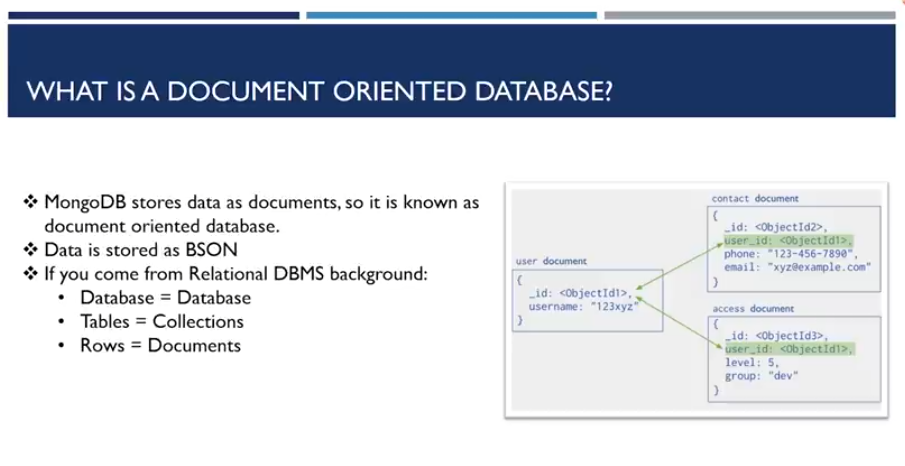 WHAT IS A DOCUMENT ORIENTED DATABASE?
❖ MongoDB stores data as documents, so it is known as
document oriented database.
❖ Data is stored as BSON
❖ If you come from Relational DBMS background:
• Database = Database
• Tables = Collections
• Rows = Documents
user document
{
_id: <ObjectId1>,
username: "123xyz"
}
contact document
{
_id: <ObjectId2>,
user_id: <ObjectId1>,
phone: "123-456-7890",
email: "xyz@example.com"
}
access document
{
_id: <ObjectId3>,
user_id: <ObjectId1>,
level: 5,
group: "dev"
}